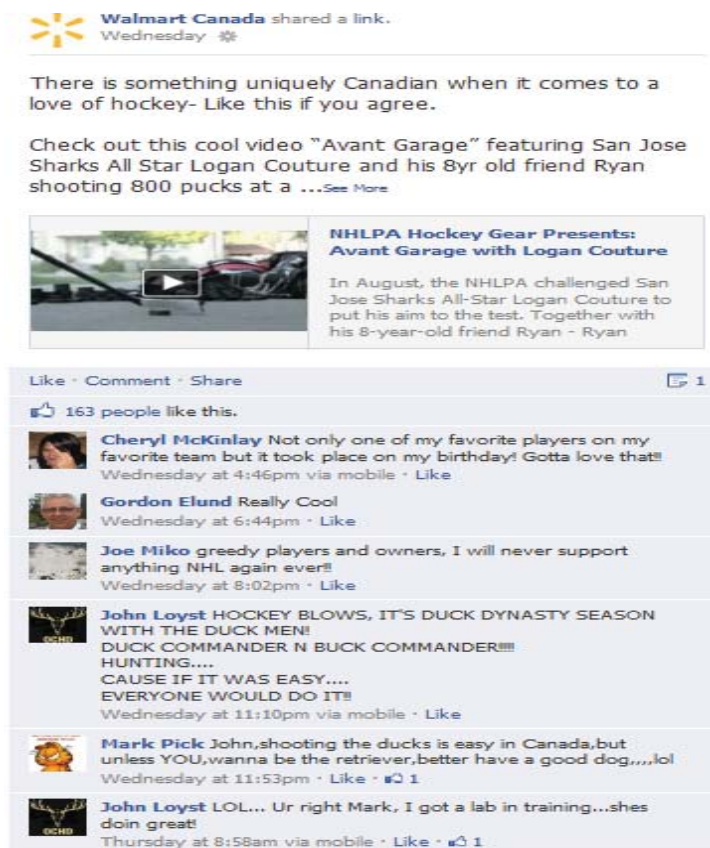 Walmart Canada shared a link.
Wednesday
There is something uniquely Canadian when it comes to a
love of hockey- Like this if you agree.
Check out this cool video "Avant Garage" featuring San Jose
Sharks All Star Logan Couture and his 8yr old friend Ryan
shooting 800 pucks at a ...See More
NHLPA Hockey Gear Presents:
Avant Garage with Logan Couture
In August, the NHLPA challenged San
Jose Sharks All-Star Logan Couture to
put his aim to the test. Together with
his 8-year-old friend Ryan - Ryan
Like · Comment · Share 1
163 people like this.
Cheryl McKinlay Not only one of my favorite players on my
favorite team but it took place on my birthday! Gotta love that!!
Wednesday at 4:46pm via mobile · Like
Gordon Elund Really Cool
Wednesday at 6:44pm · Like
Joe Miko greedy players and owners, I will never support
anything NHL again ever!!
Wednesday at 8:02pm · Like
OCHD
John Loyst HOCKEY BLOWS, IT'S DUCK DYNASTY SEASON
WITH THE DUCK MEN!
DUCK COMMANDER N BUCK COMMANDER!!!!!
HUNTING....
CAUSE IF IT WAS EASY....
EVERYONE WOULD DO IT!!
Wednesday at 11:10pm via mobile · Like
Mark Pick John,shooting the ducks is easy in Canada,but
unless YOU,wanna be the retriever,better have a good dog,,,,lol
Wednesday at 11:53pm · Like · 1
OCHD
John Loyst LOL... Ur right Mark, I got a lab in training...shes
doin great!
Thursday at 8:58am via mobile · Like · 1